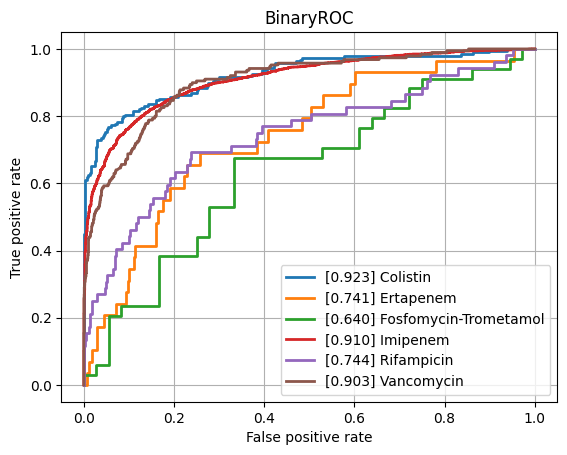 BinaryROC
True positive rate
1.0
0.8
0.6
0.4
0.2
0.0
[0.923] Colistin
[0.741] Ertapenem
[0.640] Fosfomycin-Trometamol
[0.910] Imipenem
[0.744] Rifampicin
[0.903] Vancomycin
0.0 0.2 0.4 0.6 0.8 1.0
False positive rate